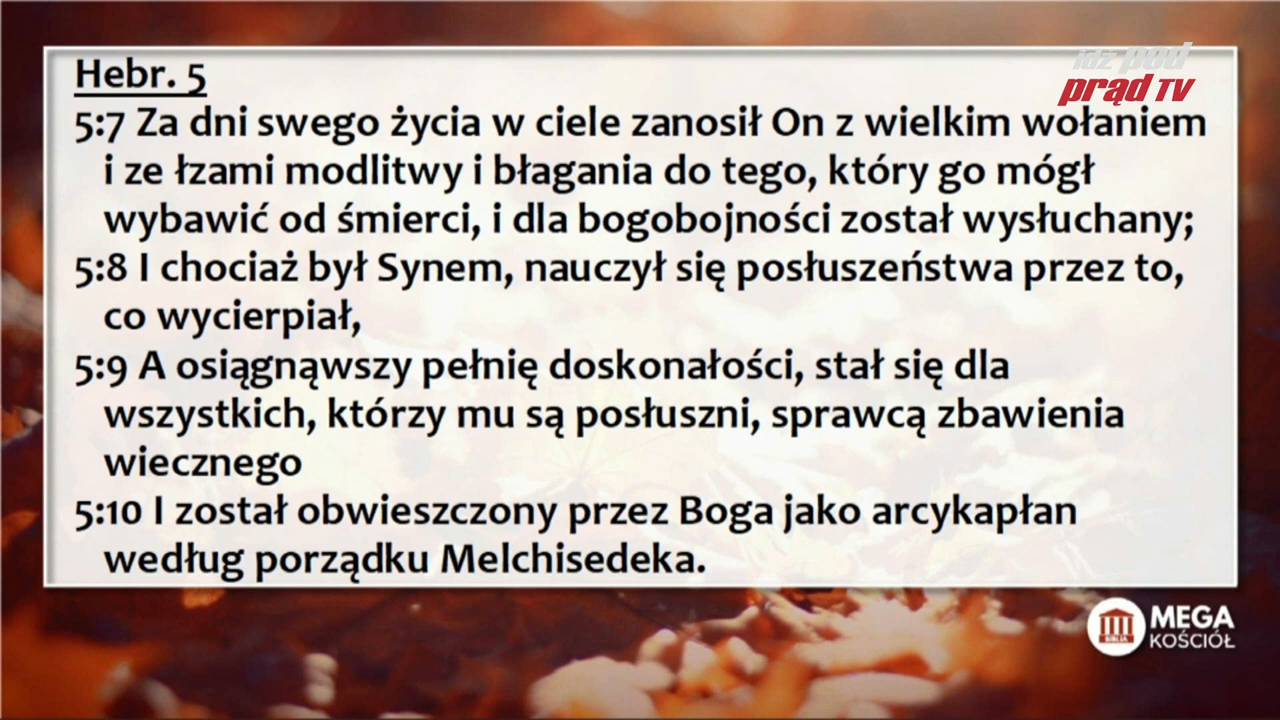 Hebr. 5
idź pod
prąd TV
5:7 Za dni swego życia w ciele zanosił On z wielkim wołaniem
i ze łzami modlitwy i błagania do tego, który go mógł
wybawić od śmierci, i dla bogobojności został wysłuchany;
5:8 I chociaż był Synem, nauczył się posłuszeństwa przez to,
co wycierpiał,
5:9 A osiągnąwszy pełnię doskonałości, stał się dla
wszystkich, którzy mu są posłuszni, sprawcą zbawienia
wiecznego
5:10 I został obwieszczony przez Boga jako arcykapłan
według porządku Melchisedeka.
BIBLIA
MEGA
KOŚCIÓŁ